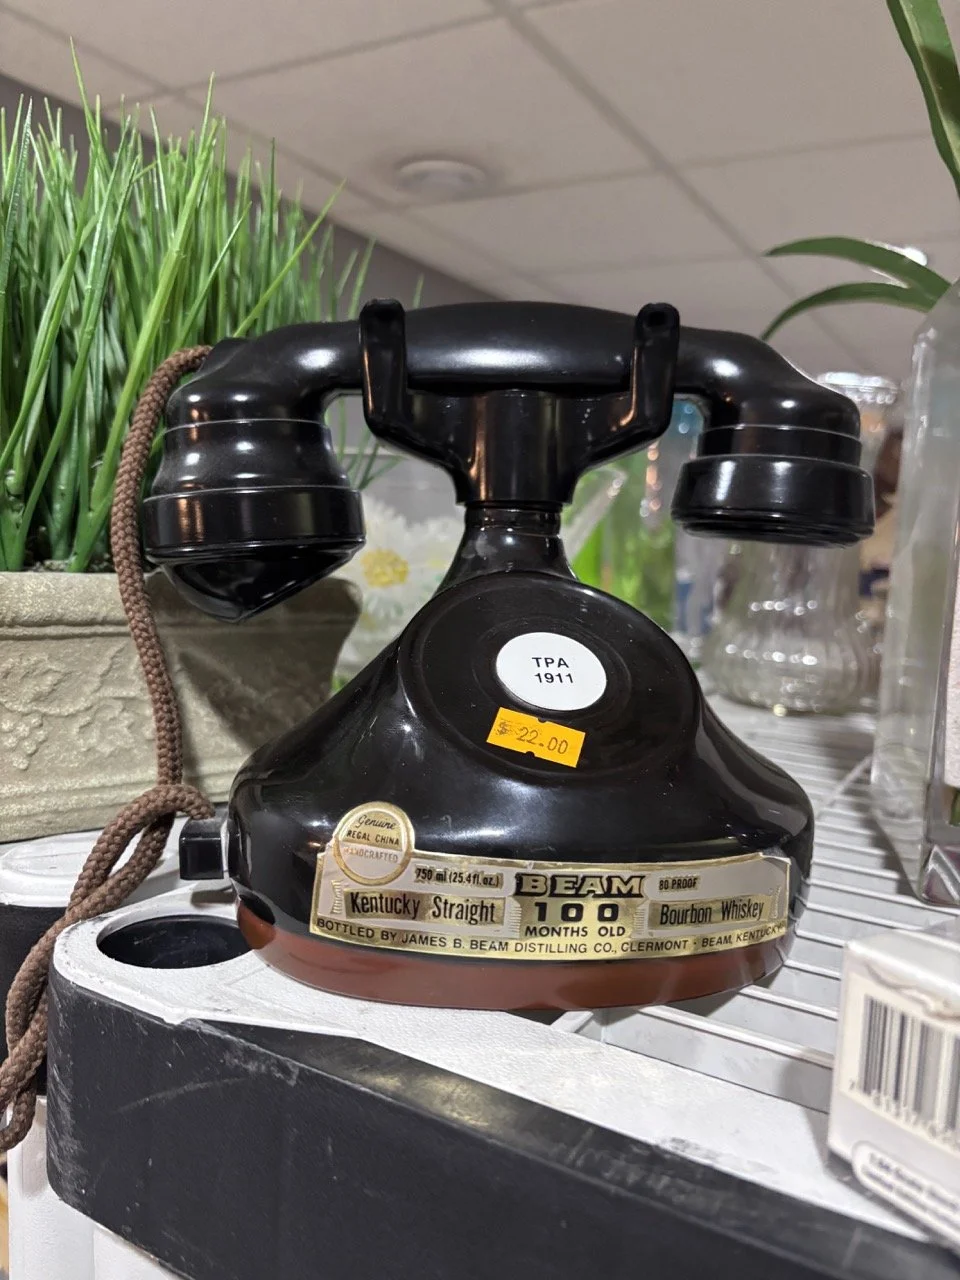 TPA
1911
$ 22.00
Genuine
REGAL CHINA
HANDCRAFTED
750 ml (25.4 fl. oz.) BEAM 80 PROOF
Kentucky Straight 100 Bourbon Whiskey
MONTHS OLD
BOTTLED BY JAMES B. BEAM DISTILLING CO., CLERMONT - BEAM, KENTUCKY